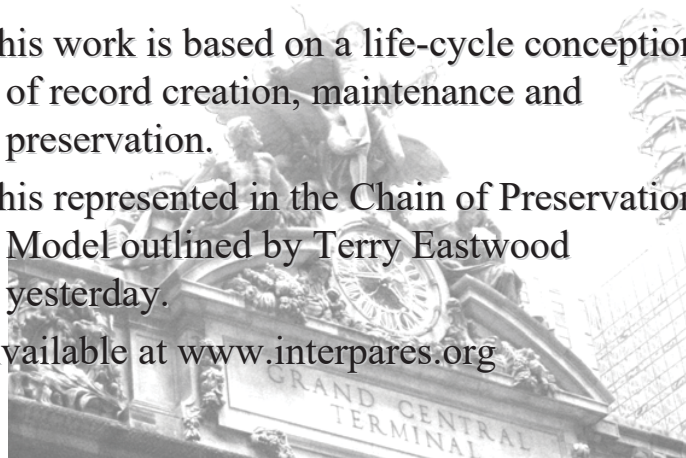 his work is based on a life-cycle conception
of record creation, maintenance and
preservation.
his represented in the Chain of Preservation
Model outlined by Terry Eastwood
yesterday.
vailable at www.interpares.org
GRAND CENTRAL
TERMINAL